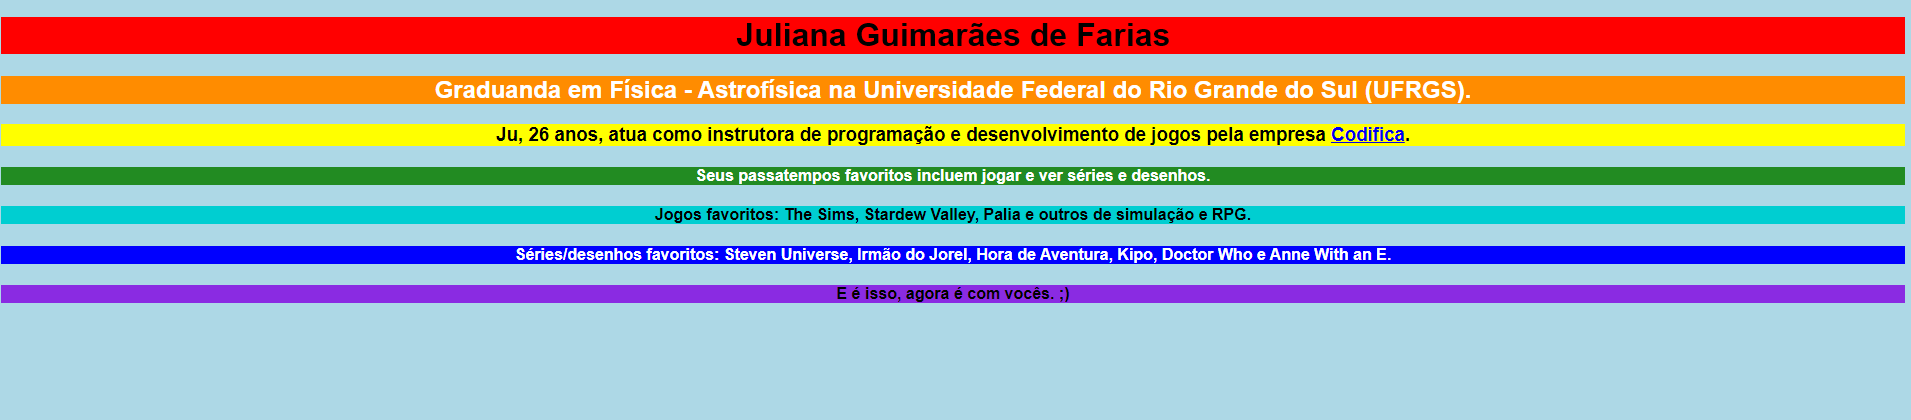 Juliana Guimarães de Farias
Graduanda em Física - Astrofísica na Universidade Federal do Rio Grande do Sul (UFRGS).
Ju, 26 anos, atua como instrutora de programação e desenvolvimento de jogos pela empresa Codifica.
Seus passatempos favoritos incluem jogar e ver séries e desenhos.
Jogos favoritos: The Sims, Stardew Valley, Palia e outros de simulação e RPG.
Séries/desenhos favoritos: Steven Universe, Irmão do Jorel, Hora de Aventura, Kipo, Doctor Who e Anne With an E.
E é isso, agora é com vocês. ;)